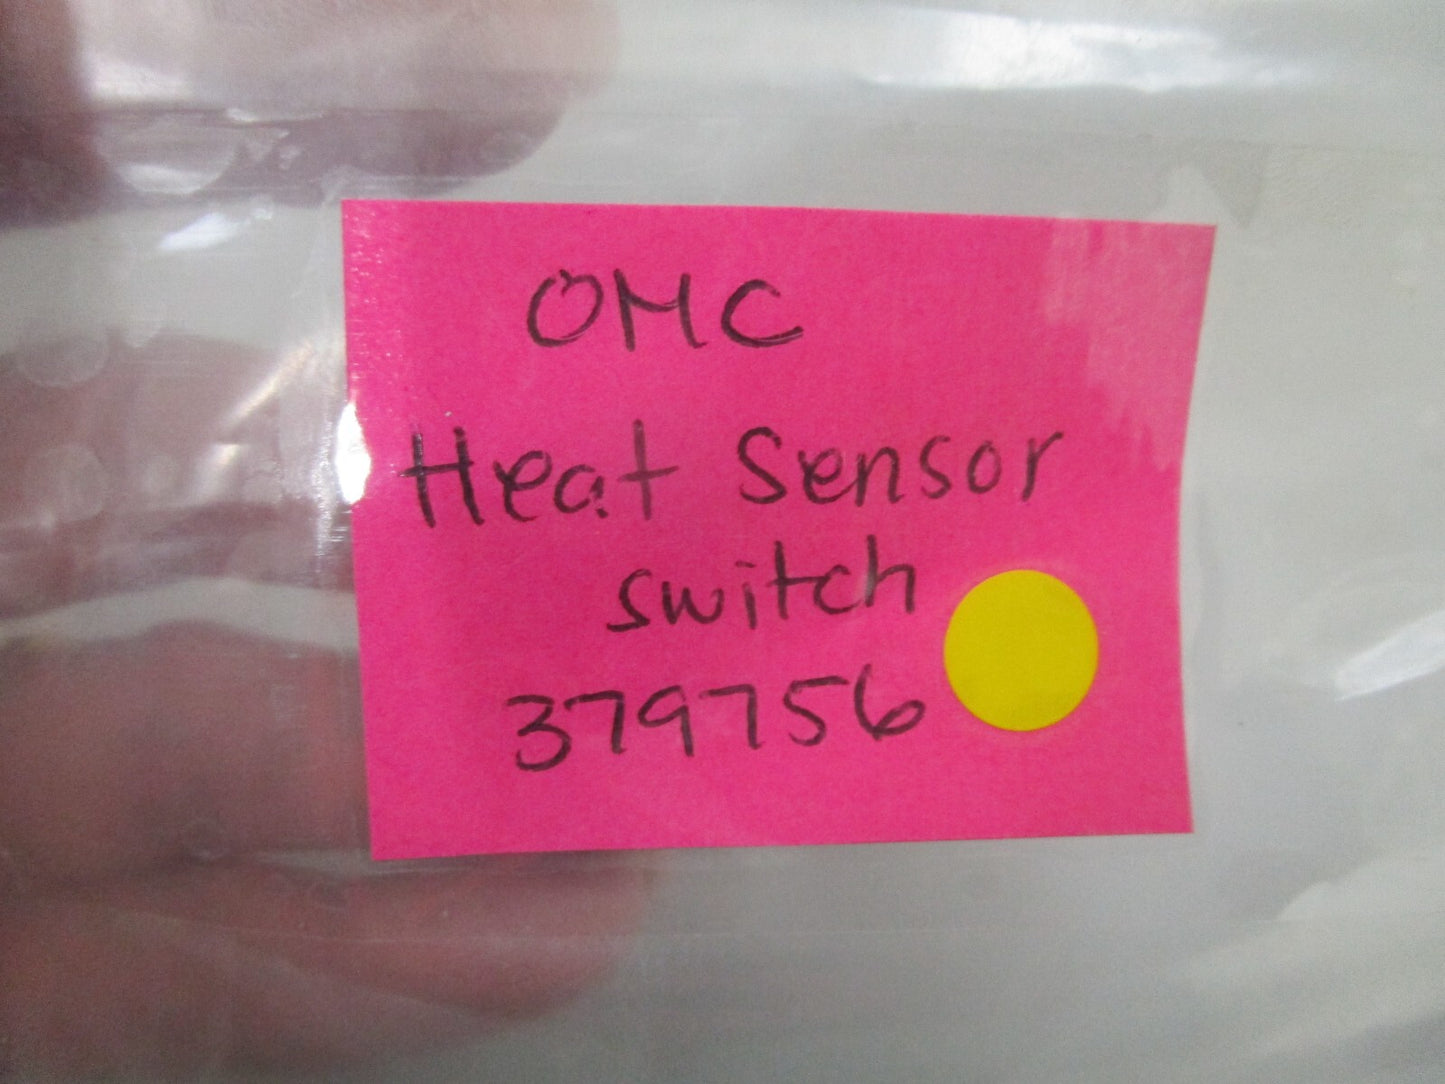 OMC
Heat Sensor
switch
379756